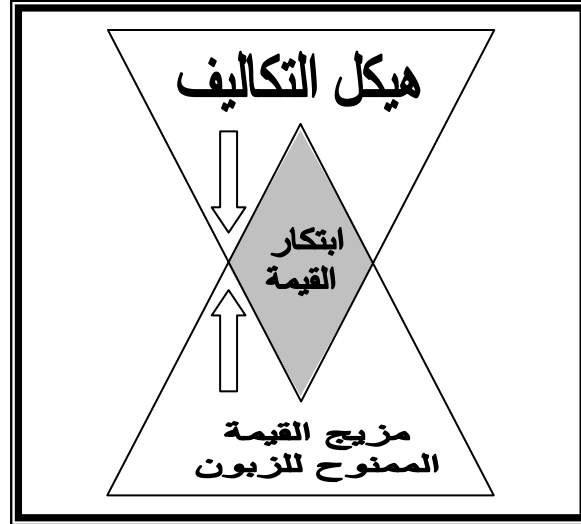 هيكل التكاليف
ابتكار
القيمة
مزيج القيمة
الممنوح للزبون